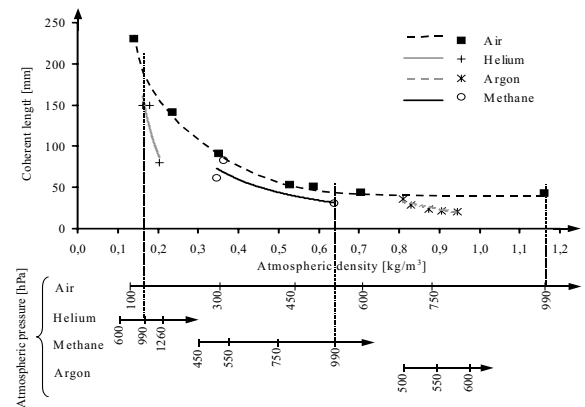 250
200
150
100
50
0
Coherent length [mm]
Air
Helium
Argon
Methane
0,0 0,1 0,2 0,3 0,4 0,5 0,6 0,7 0,8 0,9 1,0 1,1 1,2
Atmospheric density [kg/m³]
Atmospheric pressure [hPa]
Air
100 300 450 600 750 990
Helium
600 990 1260
Methane
450 550 750 990
Argon
500 550 600